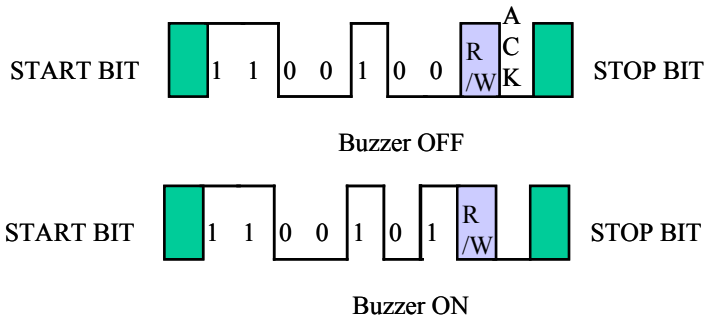 START BIT 1 1 0 0 1 0 0 R/W ACK STOP BIT
Buzzer OFF
START BIT 1 1 0 0 1 0 1 R/W STOP BIT
Buzzer ON